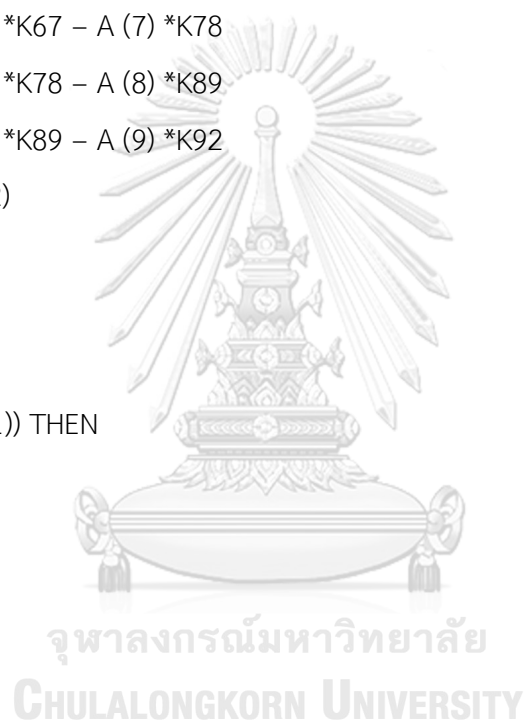 *K67 – A (7) *K78
*K78 – A (8) *K89
*K89 – A (9) *K92
)
.)) THEN
จุฬาลงกรณ์มหาวิทยาลัย
CHULALONGKORN UNIVERSITY